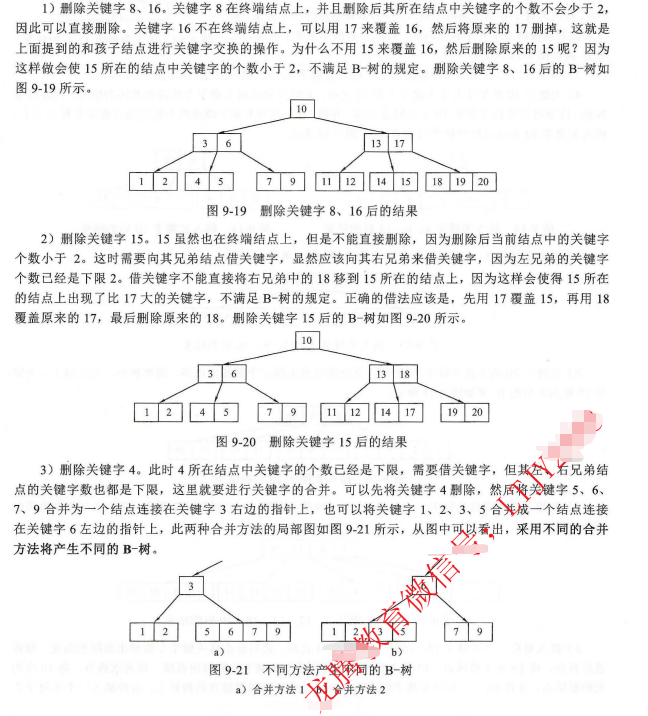 1）删除关键字 8、16。关键字 8 在终端结点上，并且删除后其所在结点中关键字的个数不会少于 2，
因此可以直接删除。关键字 16 不在终端结点上，可以用 17 来覆盖 16，然后将原来的 17 删掉，这就是
上面提到的和孩子结点进行关键字交换的操作。为什么不用 15 来覆盖 16，然后删除原来的 15 呢？因为
这样做会使 15 所在的结点中关键字的个数小于 2，不满足 B-树的规定。删除关键字 8、16 后的 B-树如
图 9-19 所示。
10
3 6 13 17
1 2 4 5 7 9 11 12 14 15 18 19 20
图 9-19 删除关键字 8、16 后的结果
2）删除关键字 15。15 虽然也在终端结点上，但是不能直接删除，因为删除后当前结点中的关键字
个数小于 2。这时需要向其兄弟结点借关键字，显然应该向其右兄弟来借关键字，因为左兄弟的关键字
个数已经是下限 2。借关键字不能直接将右兄弟中的 18 移到 15 所在的结点上，因为这样会使得 15 所在
的结点上出现了比 17 大的关键字，不满足 B-树的规定。正确的借法应该是，先用 17 覆盖 15，再用 18
覆盖原来的 17，最后删除原来的 18。删除关键字 15 后的 B-树如图 9-20 所示。
10
3 6 13 18
1 2 4 5 7 9 11 12 14 17 19 20
图 9-20 删除关键字 15 后的结果
3）删除关键字 4。此时 4 所在结点中关键字的个数已经是下限，需要借关键字，但其左、右兄弟结
点的关键字数也都是下限，这里就要进行关键字的合并。可以先将关键字 4 删除，然后将关键字 5、6、
7、9 合并为一个结点连接在关键字 3 右边的指针上，也可以将关键字 1、2、3、5 合并成一个结点连接
在关键字 6 左边的指针上，此两种合并方法的局部图如图 9-21 所示，从图中可以看出，采用不同的合并
方法将产生不同的 B-树。
3 6
1 2 5 6 7 9 1 2 3 5 7 9
a） b）
图 9-21 不同方法产生不同的 B-树
a）合并方法 1 b）合并方法 2
龙腾教育微信号：LTJYZ